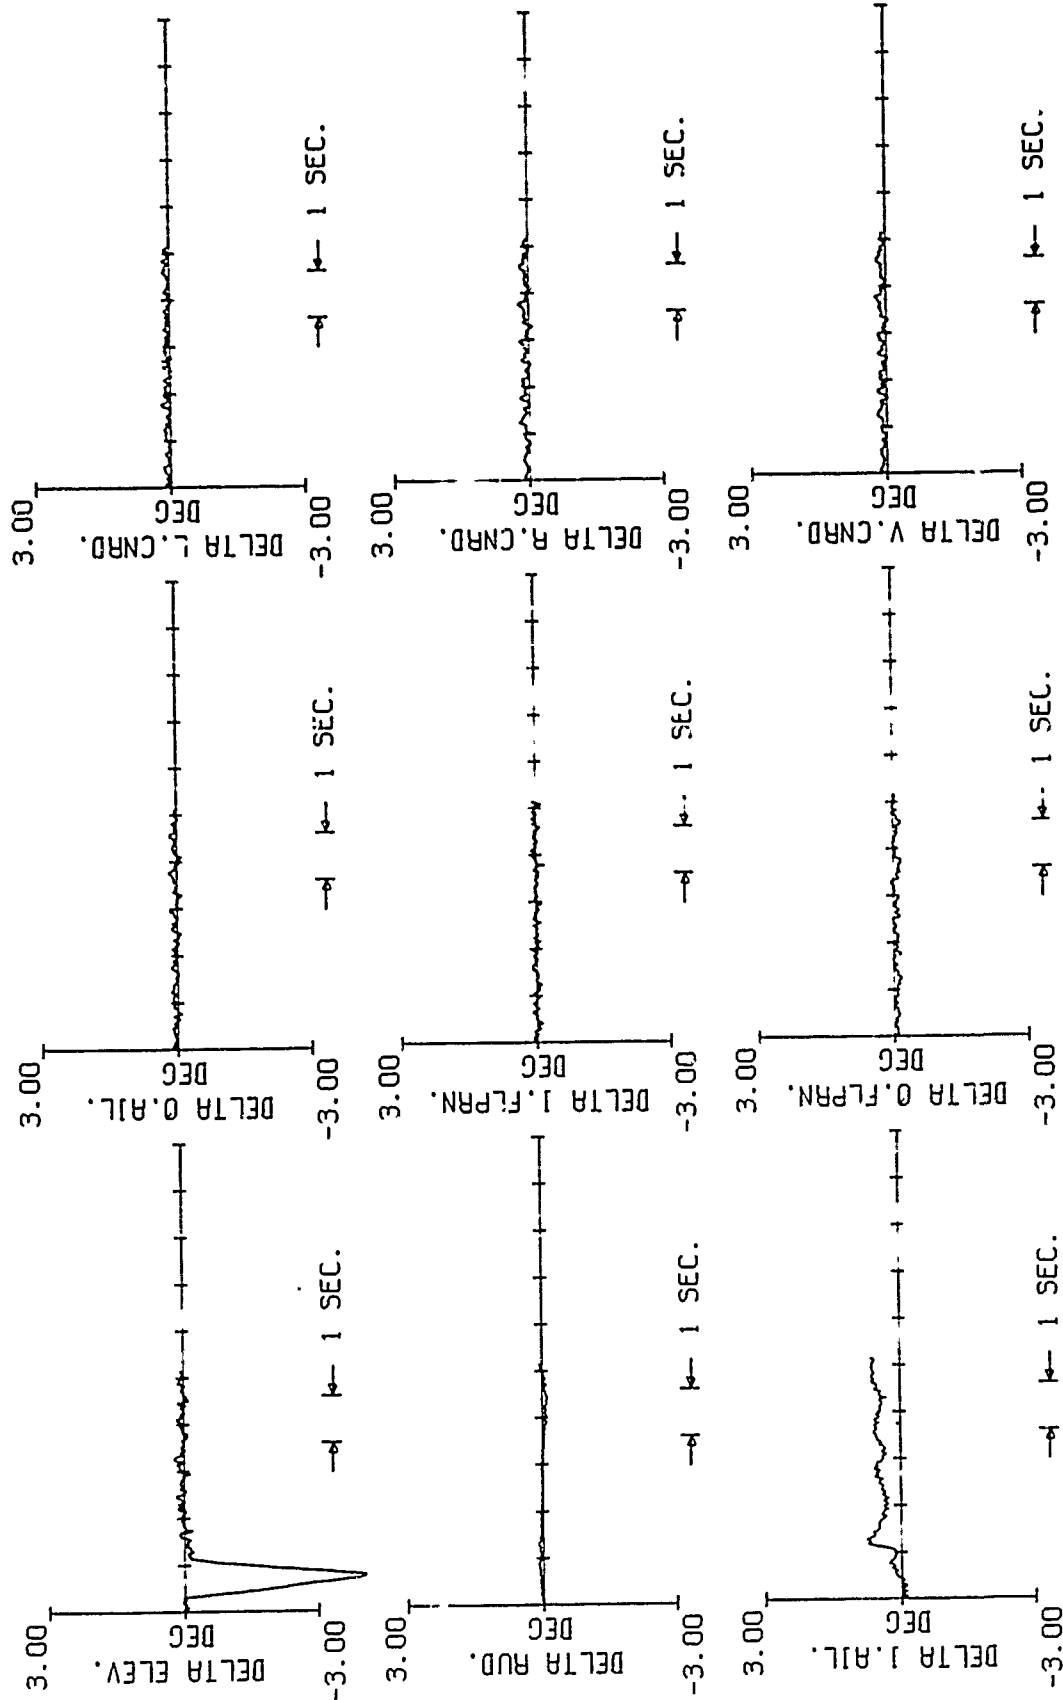 3.00
DEG
DELTA ELEV.
-3.00
1 SEC.
3.00
DEG
DELTA O.AIL.
-3.00
1 SEC.
3.00
DEG
DELTA L.CNRD.
-3.00
1 SEC.
3.00
DEG
DELTA RUD.
-3.00
1 SEC.
3.00
DEG
DELTA I.FLPRN.
-3.00
1 SEC.
3.00
DEG
DELTA R.CNRD.
-3.00
1 SEC.
3.00
DEG
DELTA I.AIL.
-3.00
1 SEC.
3.00
DEG
DELTA O.FLPRN.
-3.00
1 SEC.
3.00
DEG
DELTA V.CNRD.
-3.00
1 SEC.